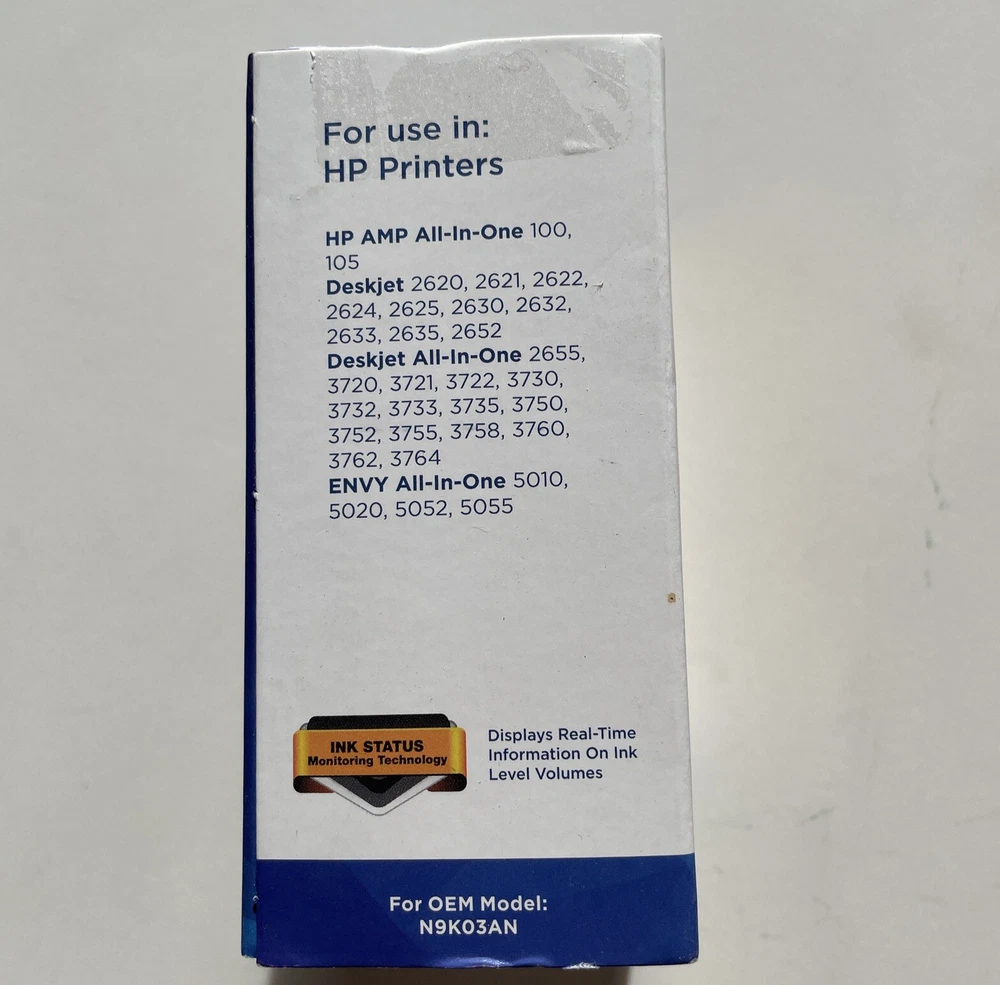 For use in:
HP Printers
HP AMP All-In-One 100,
105
Deskjet 2620, 2621, 2622,
2624, 2625, 2630, 2632,
2633, 2635, 2652
Deskjet All-In-One 2655,
3720, 3721, 3722, 3730,
3732, 3733, 3735, 3750,
3752, 3755, 3758, 3760,
3762, 3764
ENVY All-In-One 5010,
5020, 5052, 5055
INK STATUS
Monitoring Technology
Displays Real-Time
Information On Ink
Level Volumes
For OEM Model:
N9K03AN